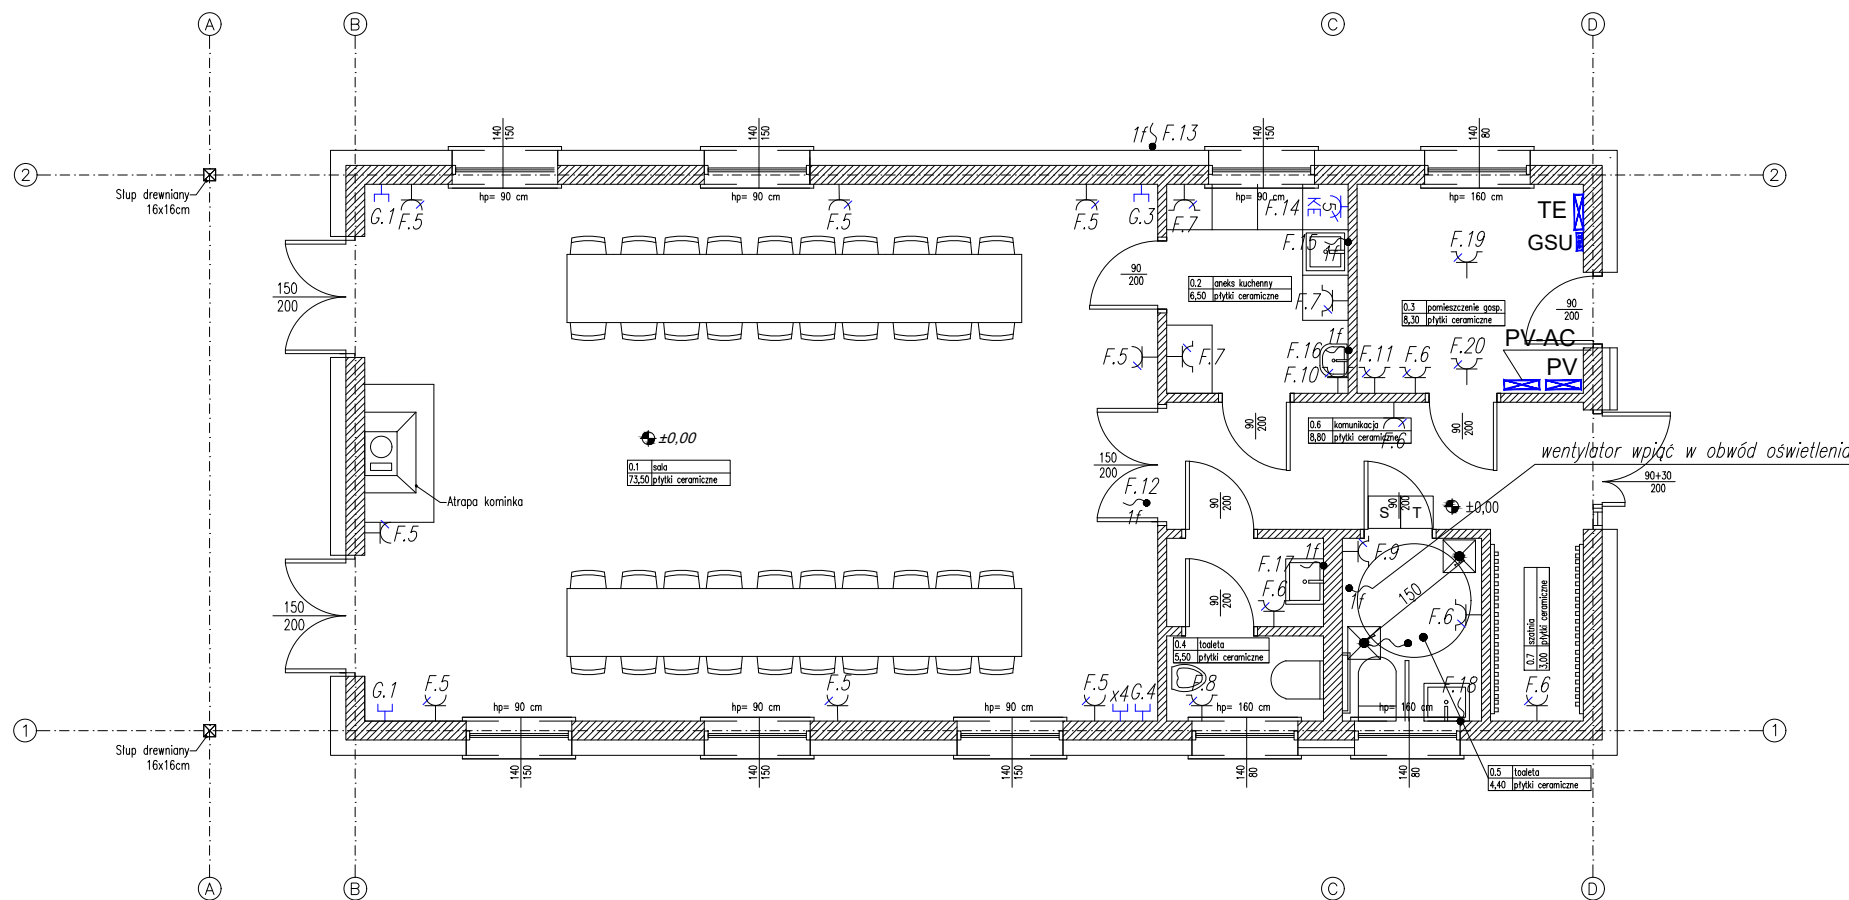 A
B
C
D
140
150
140
150
1f F.13
140
150
140
80
2
2
Słup drewniany
16x16cm
hp= 90 cm
hp= 90 cm
hp= 90 cm
hp= 160 cm
G.1
F.5
F.5
F.5
G.3
F.7
F.14
5
KE
TE
GSU
F.15
1f
F.19
90
200
0.2 aneks kuchenny
6,50 płytki ceramiczne
F.7
0.3 pomieszczenie gosp.
8,30 płytki ceramiczne
90
200
150
200
F.5
F.7
1f
F.16
F.10
F.11
F.6
F.20
PV-AC
PV
±0,00
0.1 sala
73,50 płytki ceramiczne
0.6 komunikacja
8,80 płytki ceramiczne
F.6
90
200
90
200
wentylator wpiąć w obwód oświetlenia
150
200
90+30
200
Atrapa kominka
F.12
1f
F.5
90
200
90
200
S
T
±0,00
1f
F.17
F.9
F.6
90
200
1f
150
F.6
0.7 szatnia
3,00 płytki ceramiczne
150
200
0.4 toaleta
5,50 płytki ceramiczne
G.1
F.5
F.5
F.5
x4
G.4
F.8
F.18
F.6
hp= 90 cm
hp= 90 cm
hp= 90 cm
hp= 160 cm
hp= 160 cm
1
1
Słup drewniany
16x16cm
140
150
140
150
140
150
140
80
140
80
0.5 toaleta
4,40 płytki ceramiczne
A
B
C
D